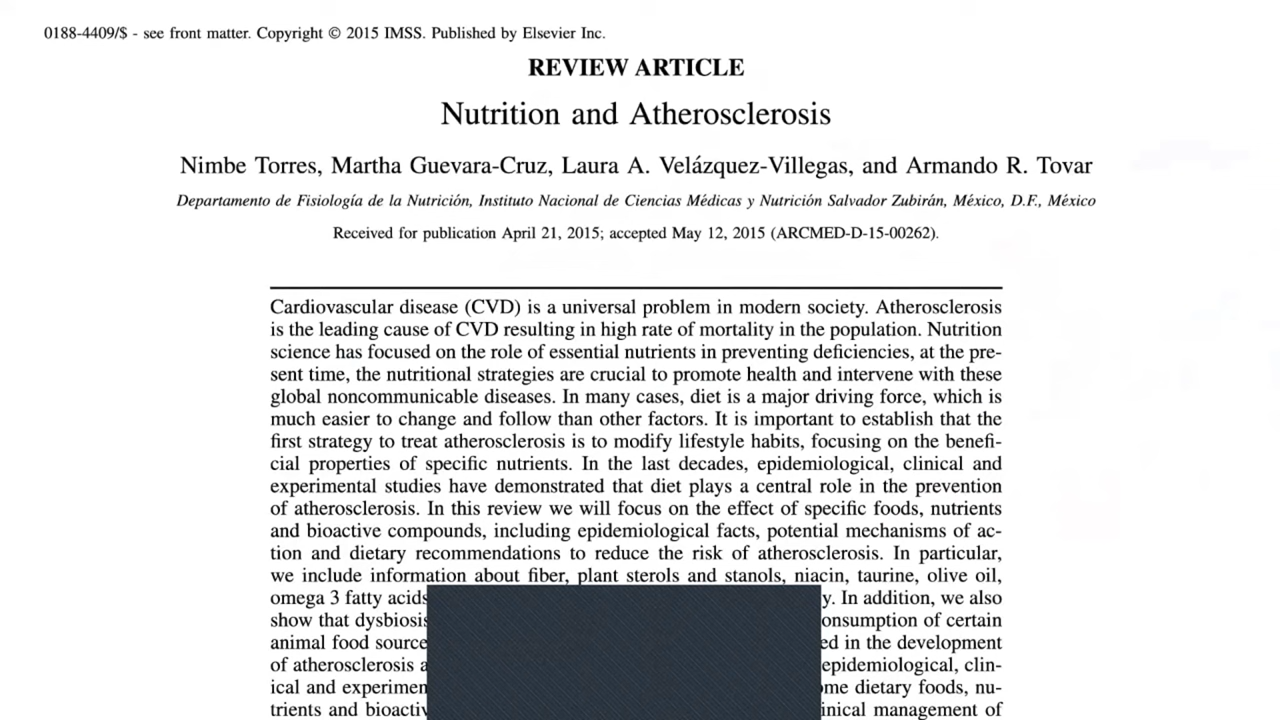 0188-4409/$ - see front matter. Copyright © 2015 IMSS. Published by Elsevier Inc.
REVIEW ARTICLE
Nutrition and Atherosclerosis
Nimbe Torres, Martha Guevara-Cruz, Laura A. Velázquez-Villegas, and Armando R. Tovar
Departamento de Fisiología de la Nutrición, Instituto Nacional de Ciencias Médicas y Nutrición Salvador Zubirán, México, D.F., México
Received for publication April 21, 2015; accepted May 12, 2015 (ARCMED-D-15-00262).
Cardiovascular disease (CVD) is a universal problem in modern society. Atherosclerosis
is the leading cause of CVD resulting in high rate of mortality in the population. Nutrition
science has focused on the role of essential nutrients in preventing deficiencies, at the pre-
sent time, the nutritional strategies are crucial to promote health and intervene with these
global noncommunicable diseases. In many cases, diet is a major driving force, which is
much easier to change and follow than other factors. It is important to establish that the
first strategy to treat atherosclerosis is to modify lifestyle habits, focusing on the benefi-
cial properties of specific nutrients. In the last decades, epidemiological, clinical and
experimental studies have demonstrated that diet plays a central role in the prevention
of atherosclerosis. In this review we will focus on the effect of specific foods, nutrients
and bioactive compounds, including epidemiological facts, potential mechanisms of ac-
tion and dietary recommendations to reduce the risk of atherosclerosis. In particular,
we include information about fiber, plant sterols and stanols, niacin, taurine, olive oil,
omega 3 fatty acids y. In addition, we also
show that dysbiosis onsumption of certain
animal food source ed in the development
of atherosclerosis a epidemiological, clin-
ical and experimen ome dietary foods, nu-
trients and bioactiv inical management of